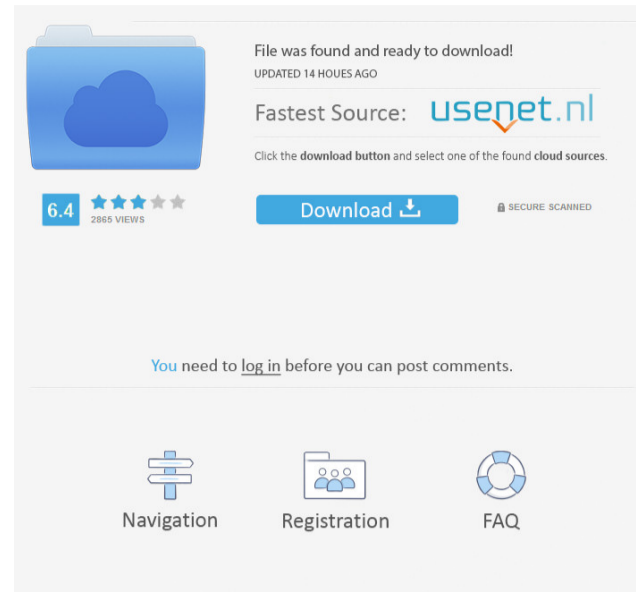 File was found and ready to download!
UPDATED 14 HOUES AGO
Fastest Source: usenet.nl
Click the download button and select one of the found cloud sources.
6.4
2865 VIEWS
Download
SECURE SCANNED
You need to log in before you can post comments.
Navigation
Registration
FAQ